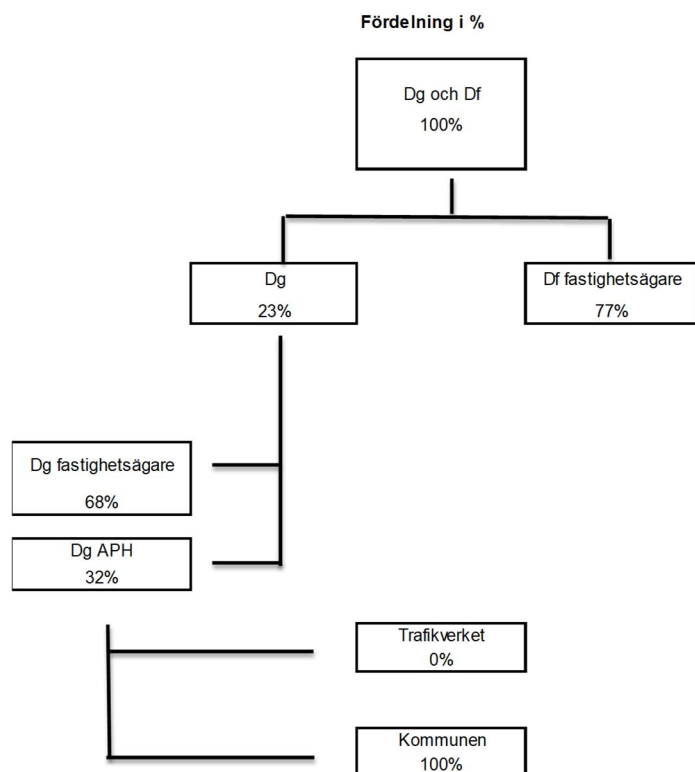 Fördelning i %
Dg och Df
100%
Dg
23%
Df fastighetsägare
77%
Dg fastighetsägare
68%
Dg APH
32%
Trafikverket
0%
Kommunen
100%